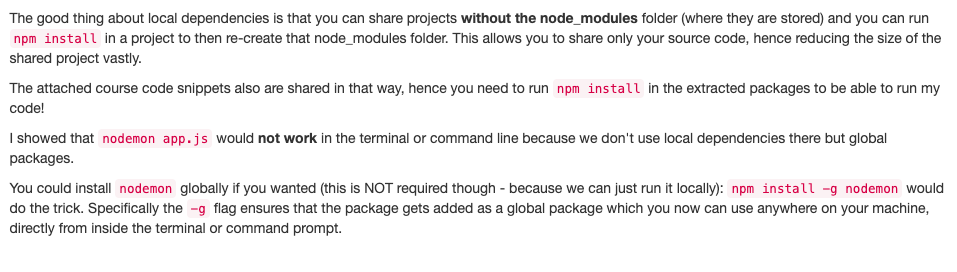 The good thing about local dependencies is that you can share projects without the node_modules folder (where they are stored) and you can run
npm install in a project to then re-create that node_modules folder. This allows you to share only your source code, hence reducing the size of the
shared project vastly.
The attached course code snippets also are shared in that way, hence you need to run npm install in the extracted packages to be able to run my
code!
I showed that nodemon app.js would not work in the terminal or command line because we don't use local dependencies there but global
packages.
You could install nodemon globally if you wanted (this is NOT required though - because we can just run it locally): npm install -g nodemon would
do the trick. Specifically the -g flag ensures that the package gets added as a global package which you now can use anywhere on your machine,
directly from inside the terminal or command prompt.